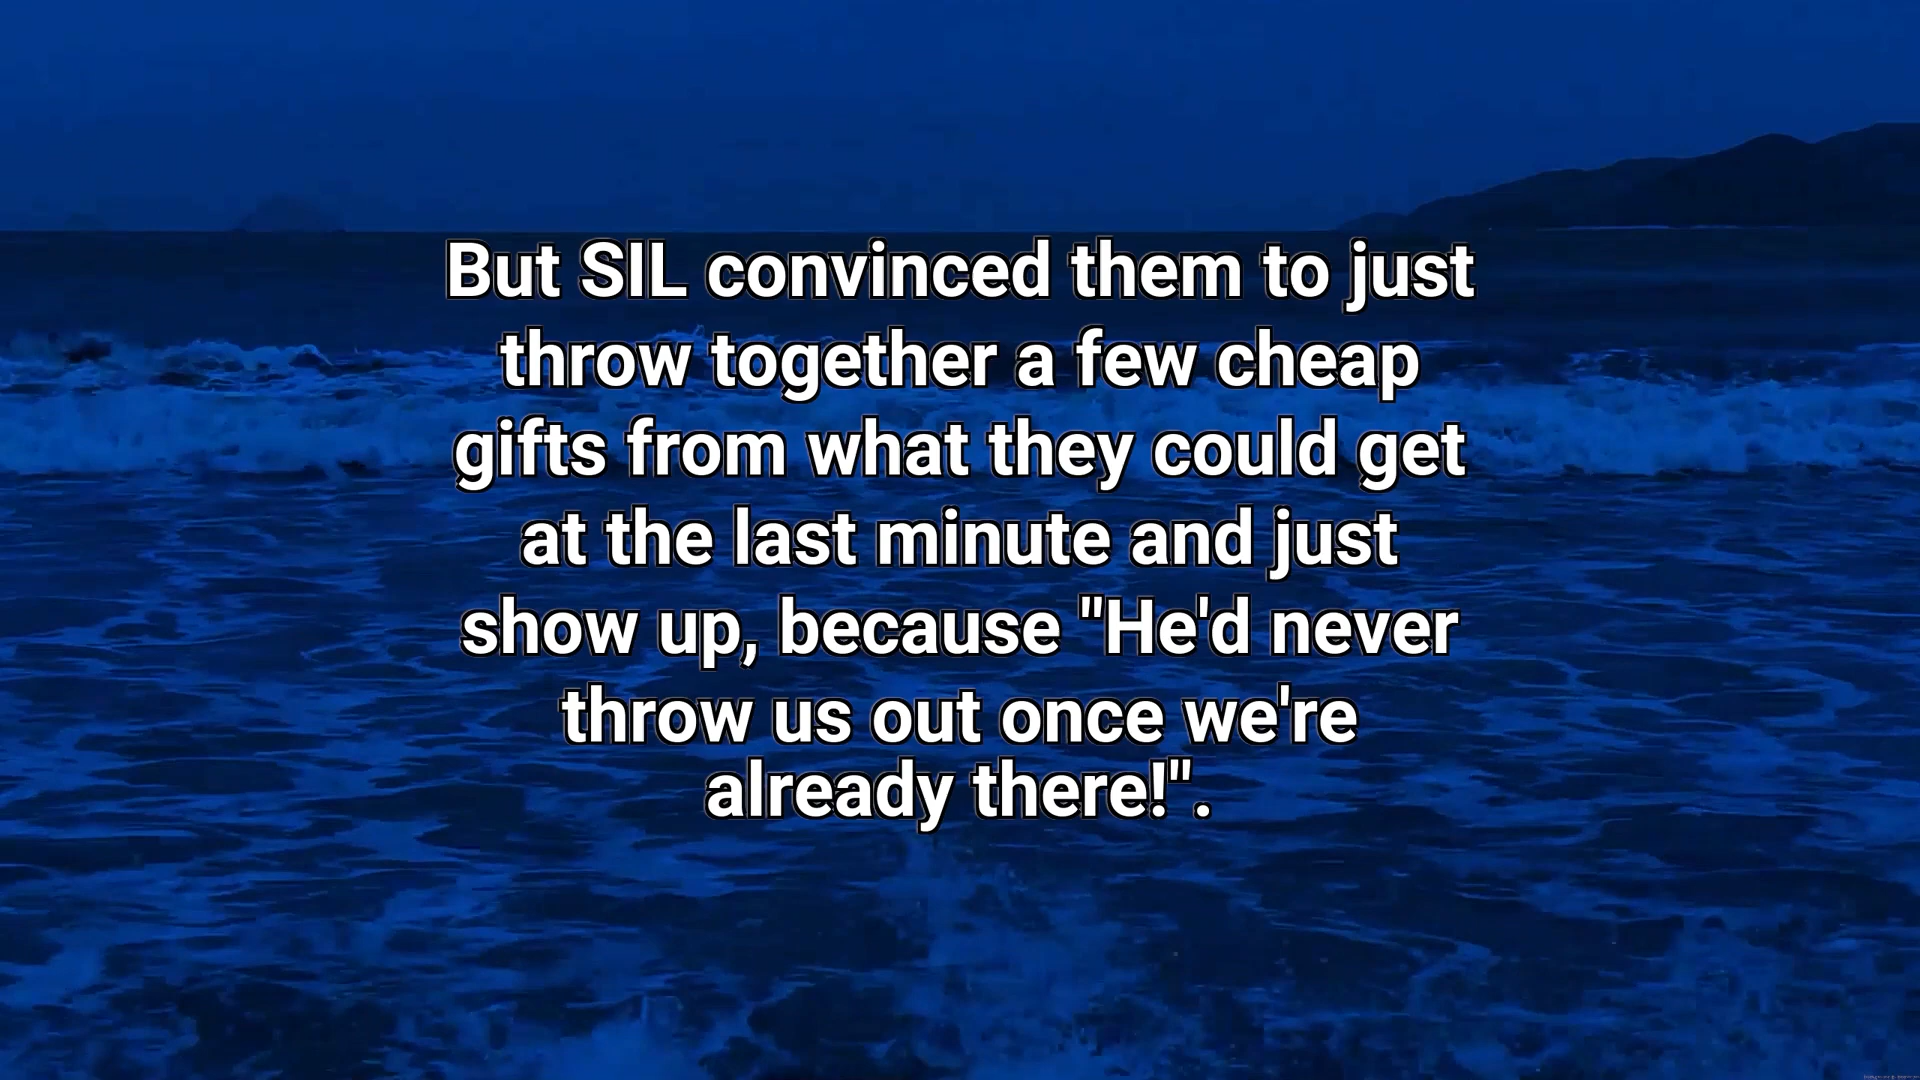 But SIL convinced them to just
throw together a few cheap
gifts from what they could get
at the last minute and just
show up, because "He'd never
throw us out once we're
already there!".